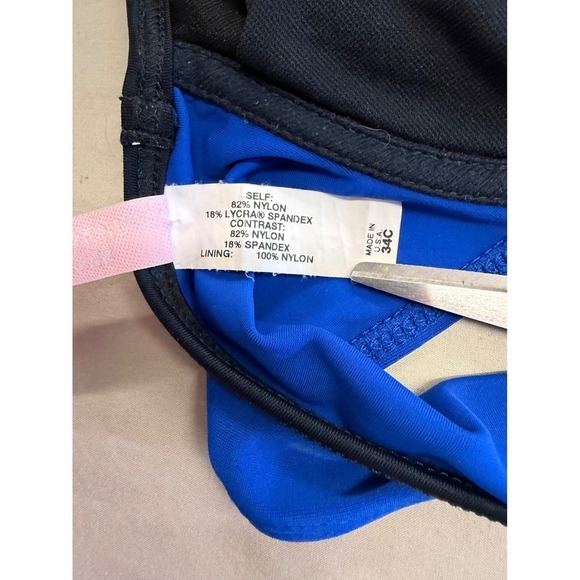 SELF:
82% NYLON
18% LYCRA® SPANDEX
CONTRAST:
82% NYLON
18% SPANDEX
LINING: 100% NYLON
MADE IN
U S A
34C